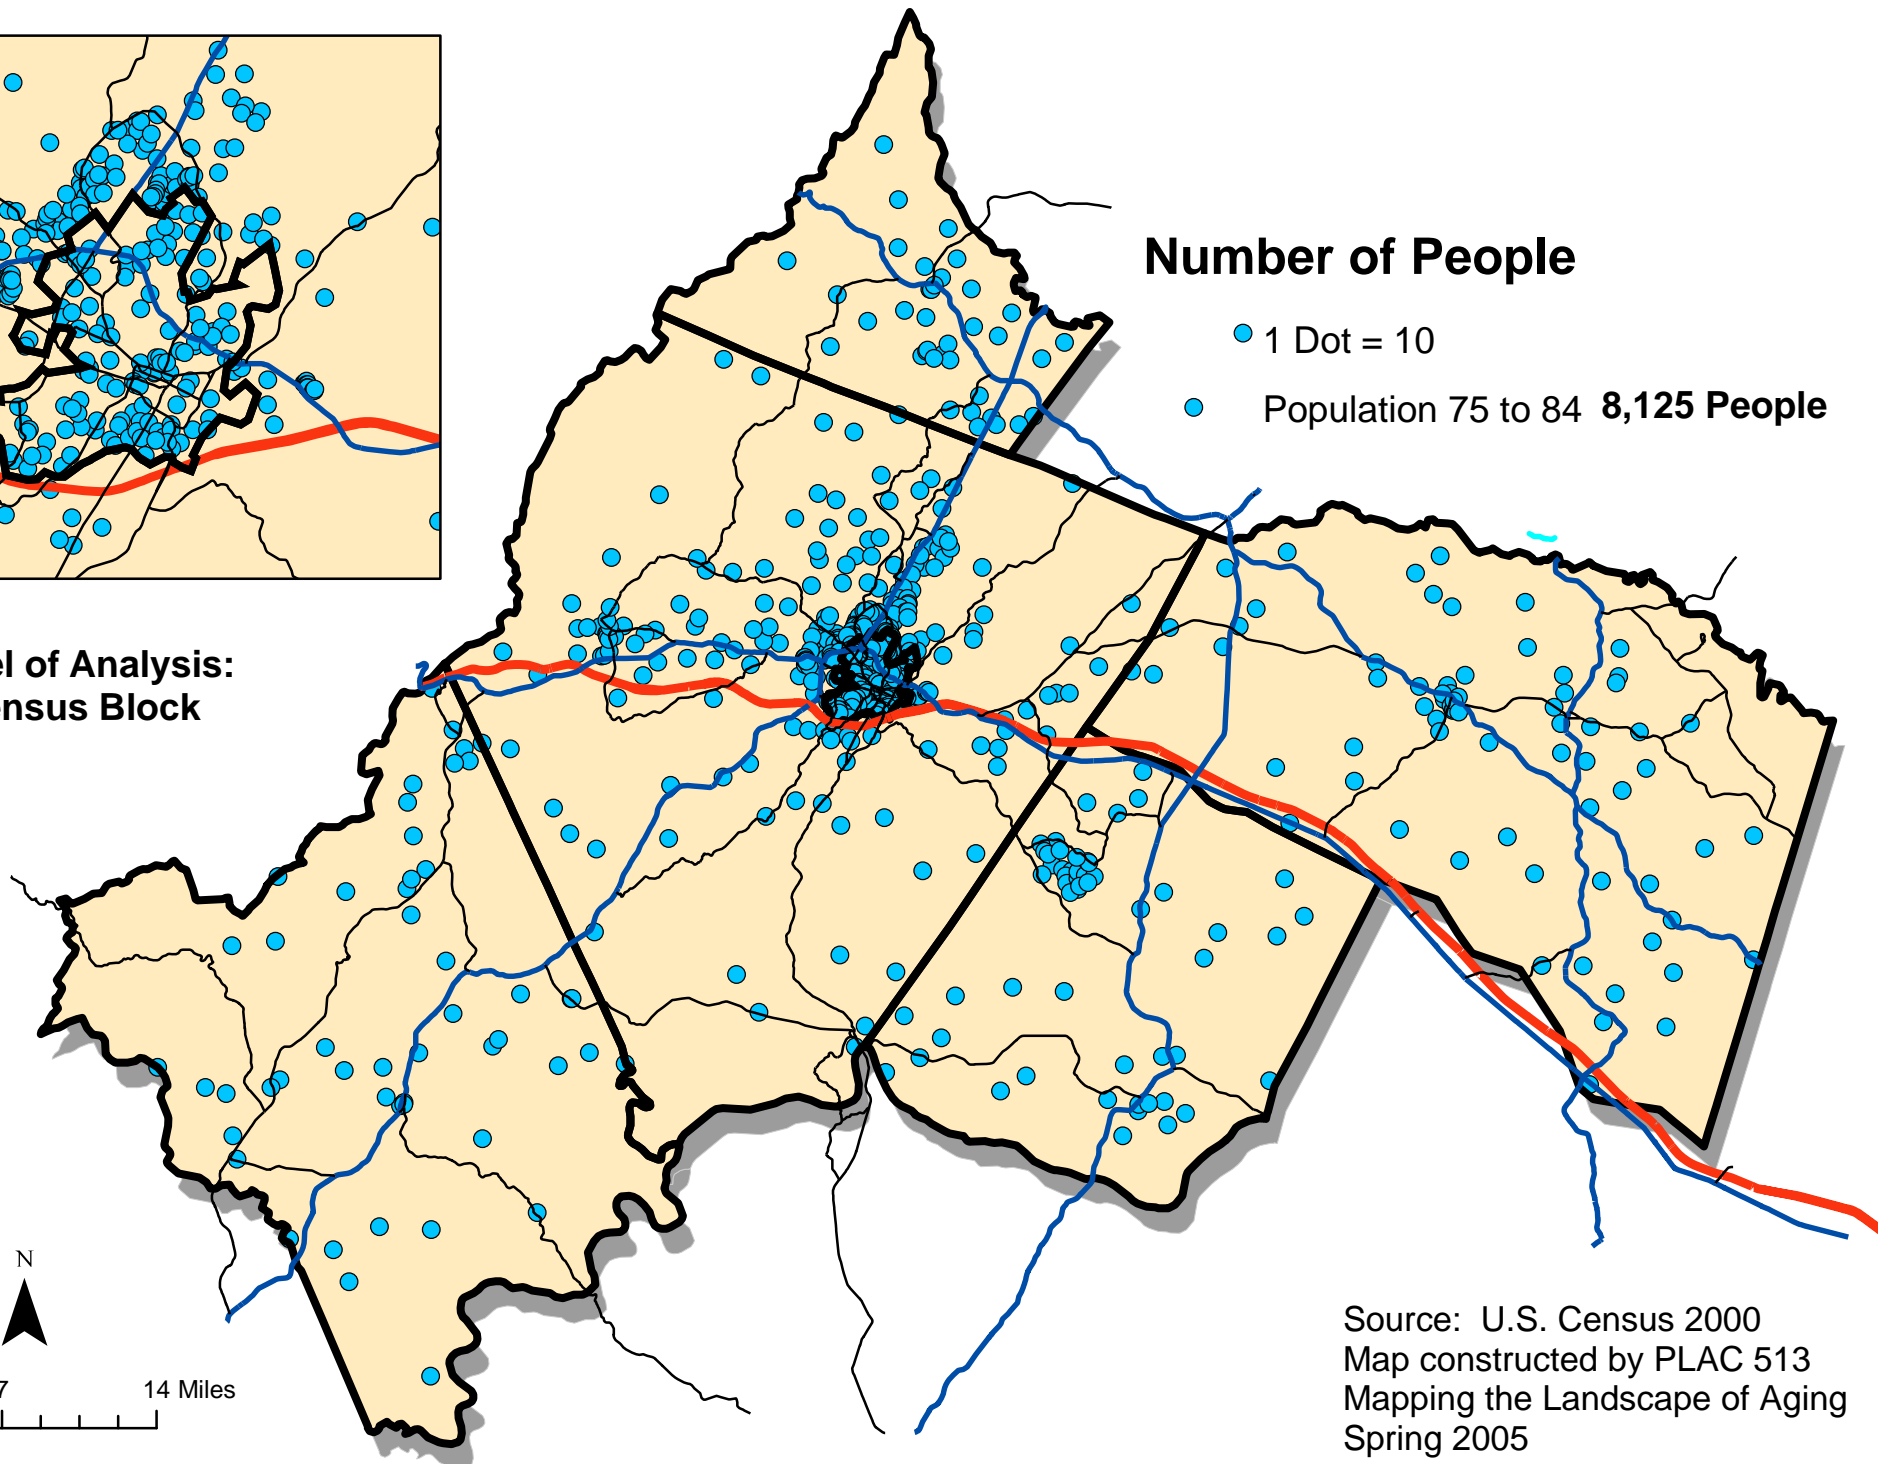 Number of People
1 Dot = 10
Population 75 to 84 8,125 People
el of Analysis:
ensus Block
N
7 14 Miles
Source: U.S. Census 2000
Map constructed by PLAC 513
Mapping the Landscape of Aging
Spring 2005